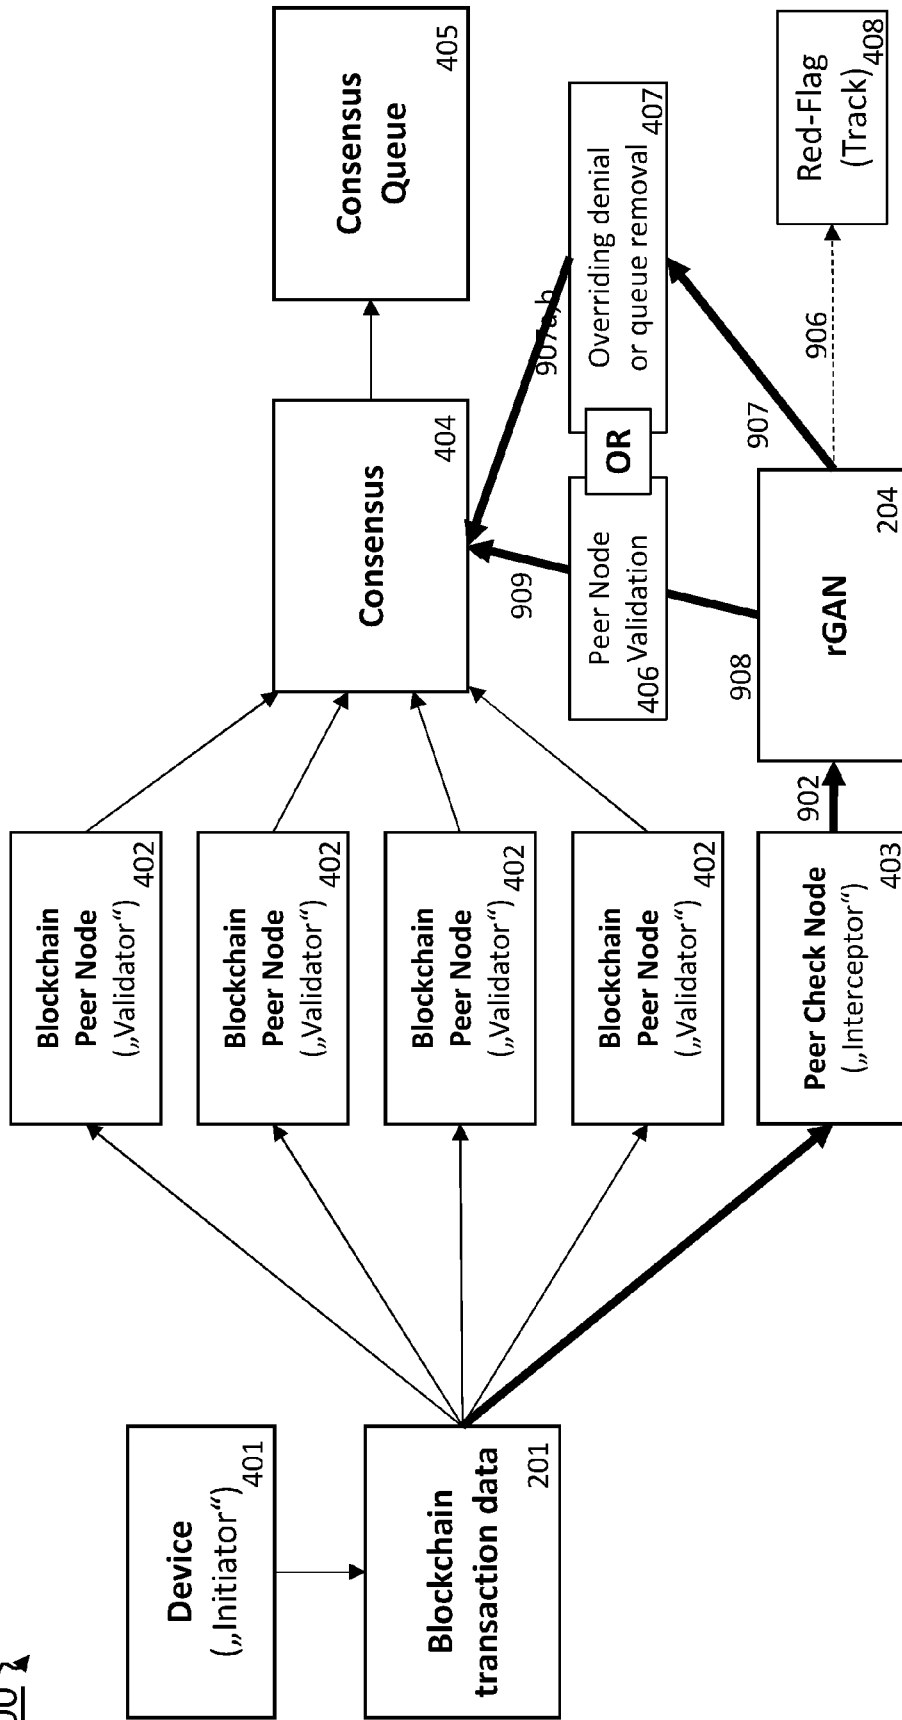 Device
(„Initiator“)
401
Blockchain
transaction data
201
Blockchain
Peer Node
(„Validator“)
402
Blockchain
Peer Node
(„Validator“)
402
Blockchain
Peer Node
(„Validator“)
402
Blockchain
Peer Node
(„Validator“)
402
Peer Check Node
(„Interceptor“)
403
902
Consensus
404
Consensus
Queue
405
909
907a,b
Peer Node
Validation
406
OR
Overriding denial
or queue removal
407
908
907
rGAN
204
906
Red-Flag
(Track)
408